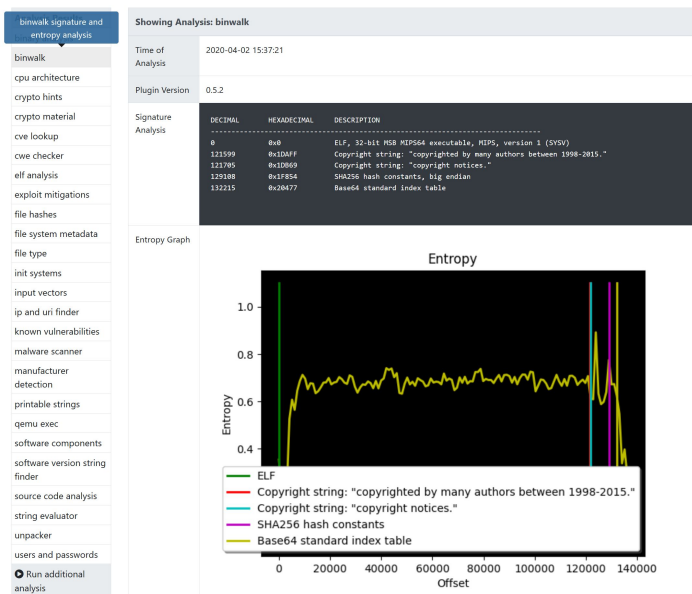 binwalk signature and
entropy analysis
binwalk
cpu architecture
crypto hints
crypto material
cve lookup
cwe checker
elf analysis
exploit mitigations
file hashes
file system metadata
file type
init systems
input vectors
ip and uri finder
known vulnerabilities
malware scanner
manufacturer
detection
printable strings
qemu exec
software components
software version string
finder
source code analysis
string evaluator
unpacker
users and passwords
Run additional
analysis
Showing Analysis: binwalk
Time of
Analysis
2020-04-02 15:37:21
Plugin Version
0.5.2
Signature
Analysis
DECIMAL HEXADECIMAL DESCRIPTION
--------------------------------------------------------------------------------
0 0x0 ELF, 32-bit MSB MIPS64 executable, MIPS, version 1 (SYSV)
121599 0x1DAFF Copyright string: "copyrighted by many authors between 1998-2015."
121705 0x1DB69 Copyright string: "copyright notices."
129108 0x1F854 SHA256 hash constants, big endian
132215 0x20477 Base64 standard index table
Entropy Graph
Entropy
1.0
0.8
0.6
0.4
Entropy
ELF
Copyright string: "copyrighted by many authors between 1998-2015."
Copyright string: "copyright notices."
SHA256 hash constants
Base64 standard index table
0 20000 40000 60000 80000 100000 120000 140000
Offset